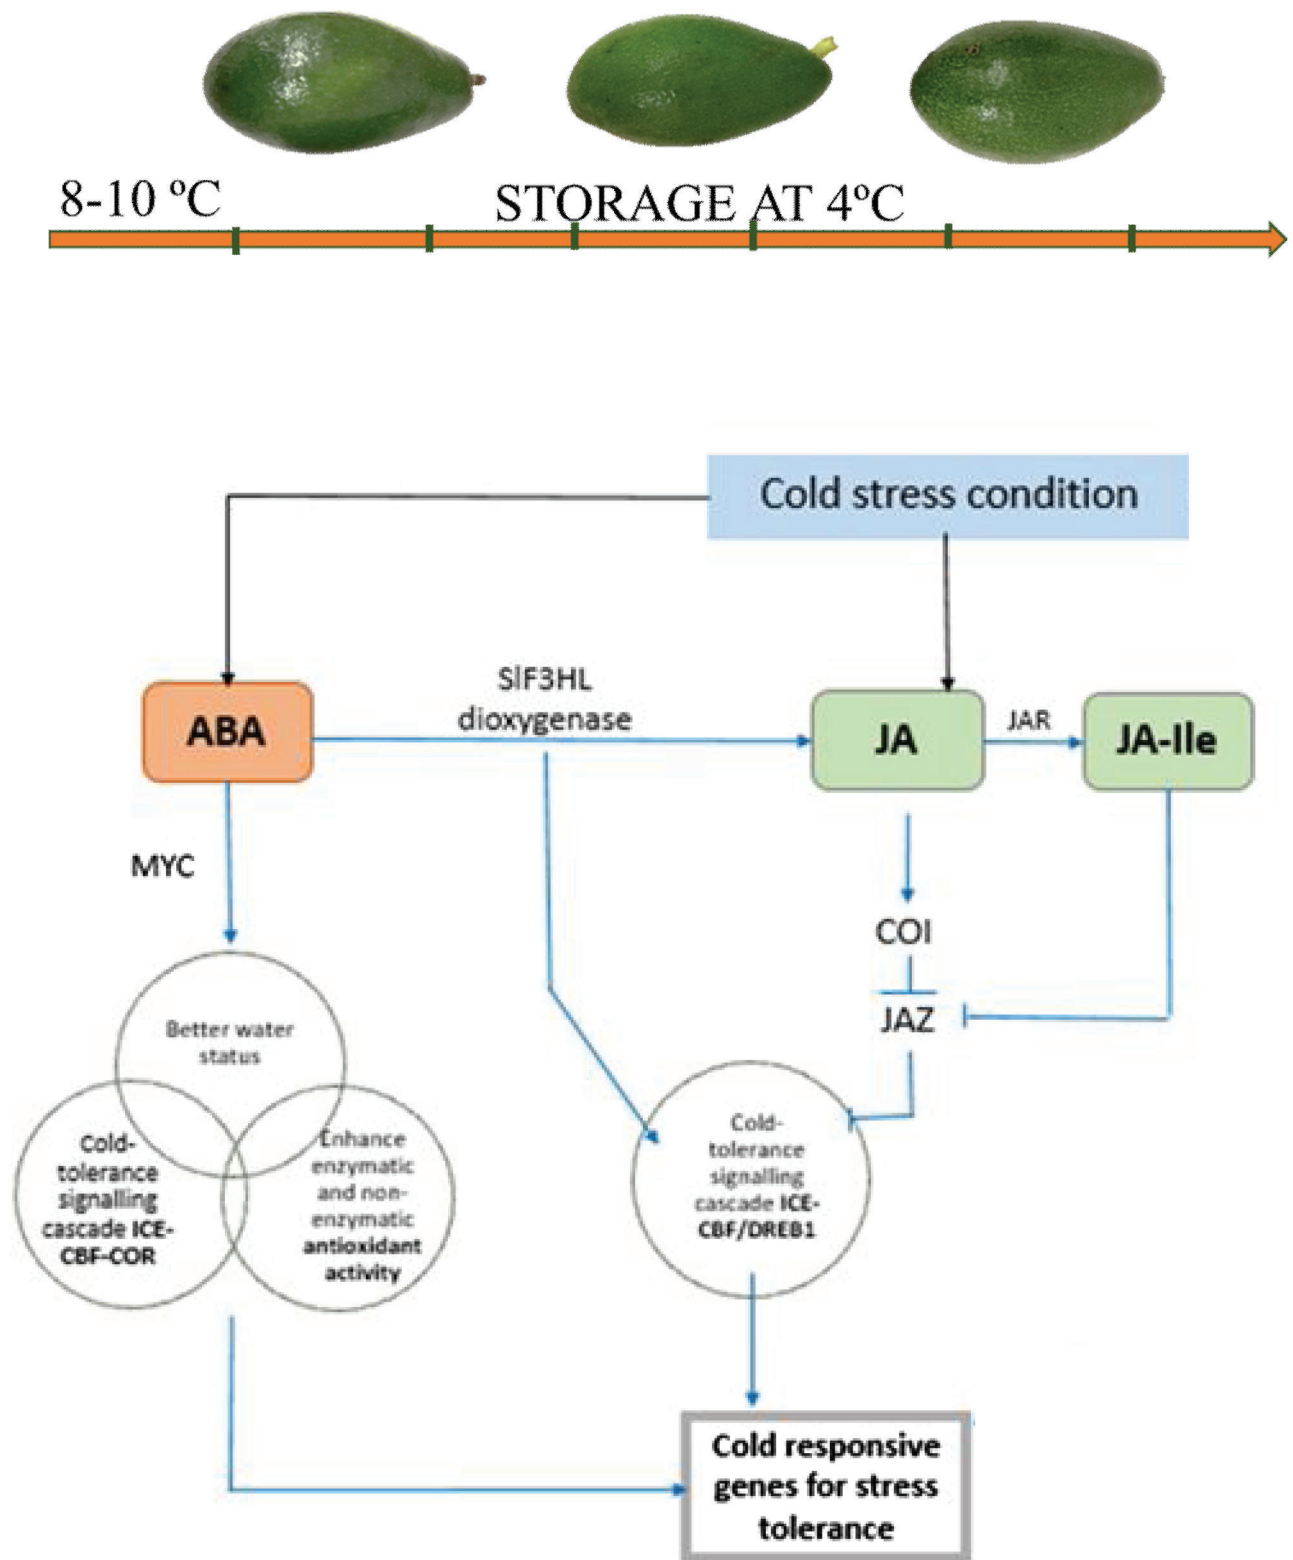 8-10 ºC
STORAGE AT 4ºC
Cold stress condition
SlF3HL
dioxygenase
ABA
JA
JAR
JA-Ile
MYC
COI
JAZ
Better water
status
Cold-
tolerance
signalling
cascade ICE-
CBF-COR
Enhance
enzymatic
and non-
enzymatic
antioxidant
activity
Cold-
tolerance
signalling
cascade ICE-
CBF/DREB1
Cold responsive
genes for stress
tolerance